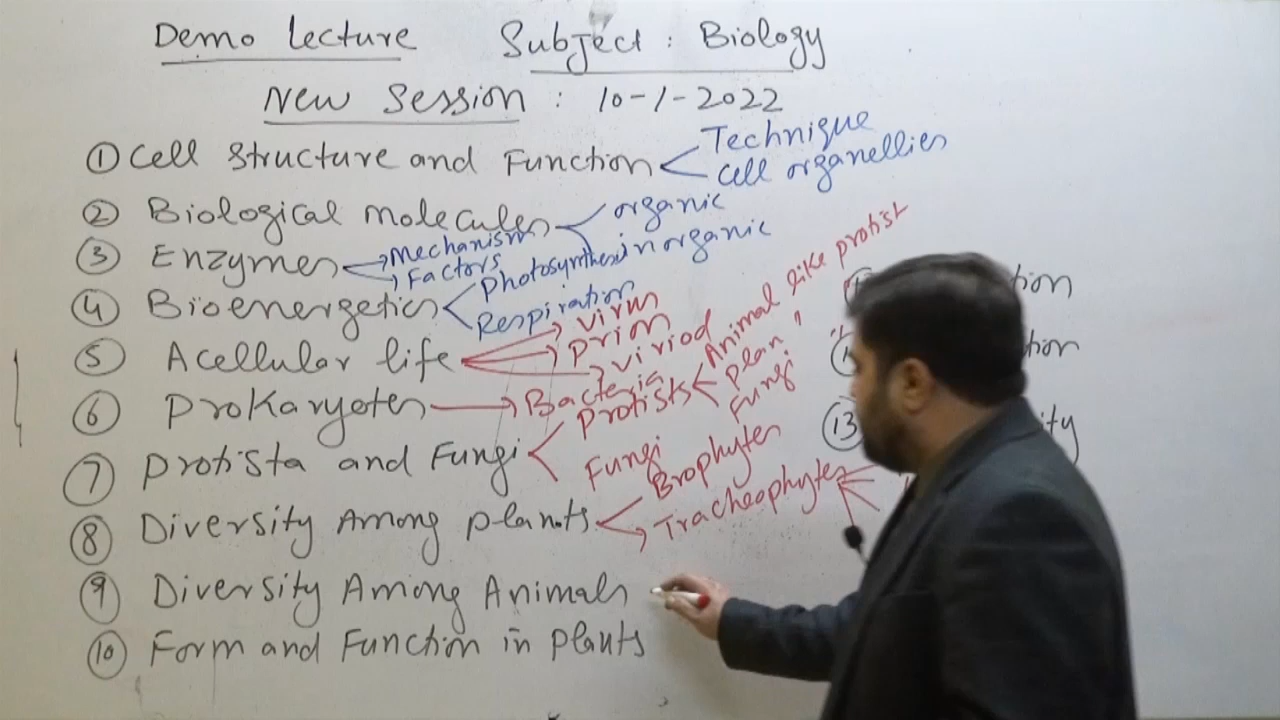 Demo Lecture Subject : Biology
New Session : 10-1-2022
① Cell Structure and Function
Technique
Cell organellies
② Biological molecules
organic
inorganic
③ Enzymes
Mechanism
Factors
④ Bioenergetics
Photosynthesis
Respiration
⑤ Acellular life
virus
prion
viriod
⑥ Prokaryotes
Bacteria
⑦ Protista and Fungi
Protists
Animal like protist
Plan "
Fungi
Fungi
⑧ Diversity Among plants
Brophytes
Tracheophytes
⑨ Diversity Among Animals
⑩ Form and Function in plants
⑬